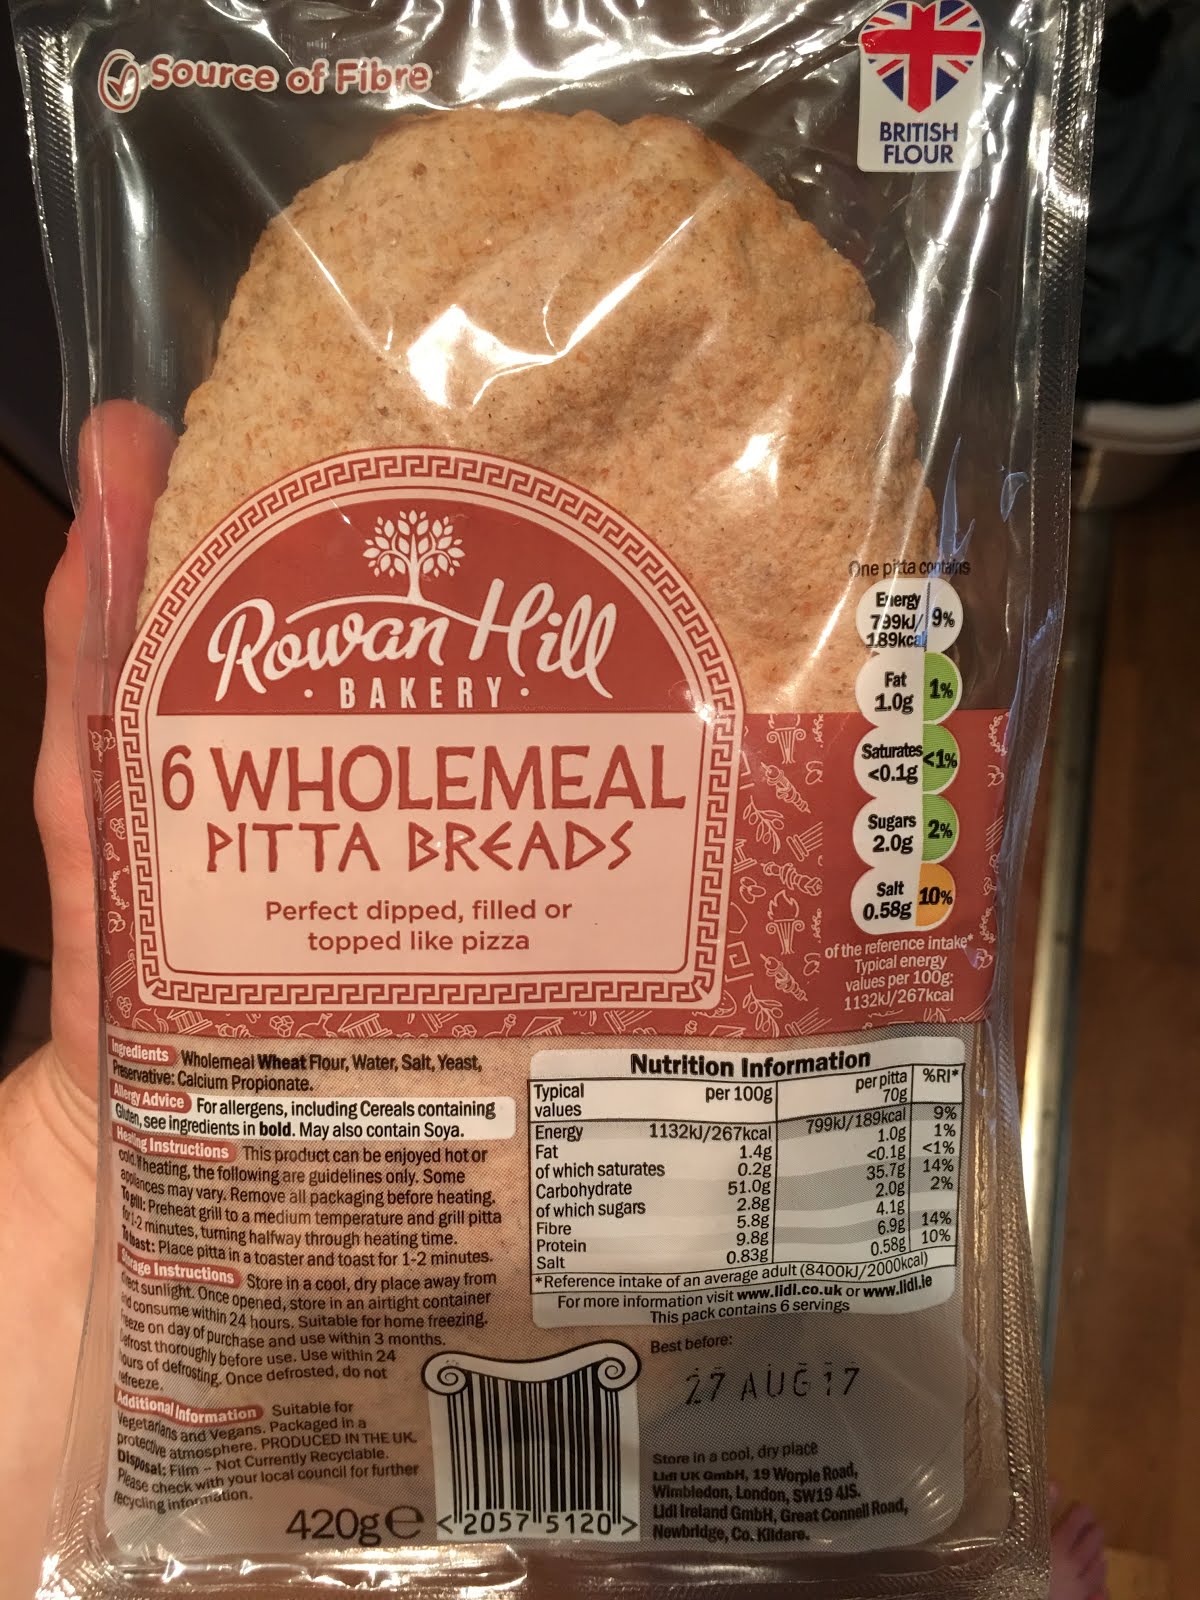 Source of Fibre
BRITISH
FLOUR
One pitta contains
Energy
799kJ/
189kcal
9%
Fat
1.0g
1%
Saturates
<0.1g
<1%
Sugars
2.0g
2%
Salt
0.58g
10%
of the reference intake*
Typical energy
values per 100g:
1132kJ/267kcal
Rowan Hill
· BAKERY ·
6 WHOLEMEAL
PITTA BREADS
Perfect dipped, filled or
topped like pizza
Ingredients Wholemeal Wheat Flour, Water, Salt, Yeast,
Preservative: Calcium Propionate.
Allergy Advice For allergens, including Cereals containing
Gluten, see ingredients in bold. May also contain Soya.
Heating Instructions This product can be enjoyed hot or
cold. If heating, the following are guidelines only. Some
appliances may vary. Remove all packaging before heating.
To grill: Preheat grill to a medium temperature and grill pitta
for 1-2 minutes, turning halfway through heating time.
To toast: Place pitta in a toaster and toast for 1-2 minutes.
Storage Instructions Store in a cool, dry place away from
direct sunlight. Once opened, store in an airtight container
and consume within 24 hours. Suitable for home freezing.
Freeze on day of purchase and use within 3 months.
Defrost thoroughly before use. Use within 24
hours of defrosting. Once defrosted, do not
refreeze.
Additional Information Suitable for
Vegetarians and Vegans. Packaged in a
protective atmosphere. PRODUCED IN THE UK.
Disposal: Film – Not Currently Recyclable.
Please check with your local council for further
recycling information.
420g e
<2057 5120>
Nutrition Information
Typical values per 100g per pitta 70g %RI*
Energy 1132kJ/267kcal 799kJ/189kcal 9%
Fat 1.4g 1.0g 1%
of which saturates 0.2g <0.1g <1%
Carbohydrate 51.0g 35.7g 14%
of which sugars 2.8g 2.0g 2%
Fibre 5.8g 4.1g
Protein 9.8g 6.9g 14%
Salt 0.83g 0.58g 10%
*Reference intake of an average adult (8400kJ/2000kcal)
For more information visit www.lidl.co.uk or www.lidl.ie
This pack contains 6 servings
Best before:
27 AUG 17
Store in a cool, dry place
Lidl UK GmbH, 19 Worple Road,
Wimbledon, London, SW19 4JS.
Lidl Ireland GmbH, Great Connell Road,
Newbridge, Co. Kildare.